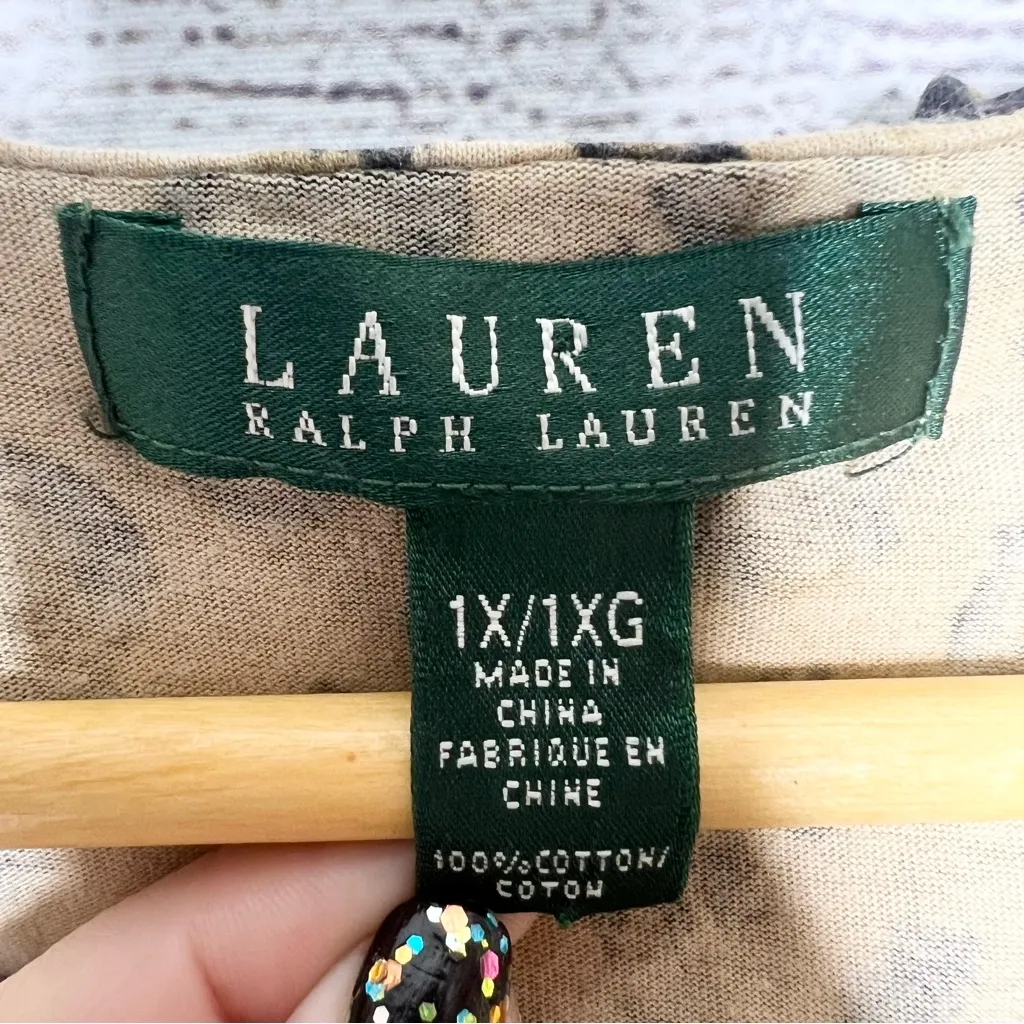 LAUREN
RALPH LAUREN
1X/1XG
MADE IN
CHINA
FABRIQUE EN
CHINE
100%COTTON/
COTON